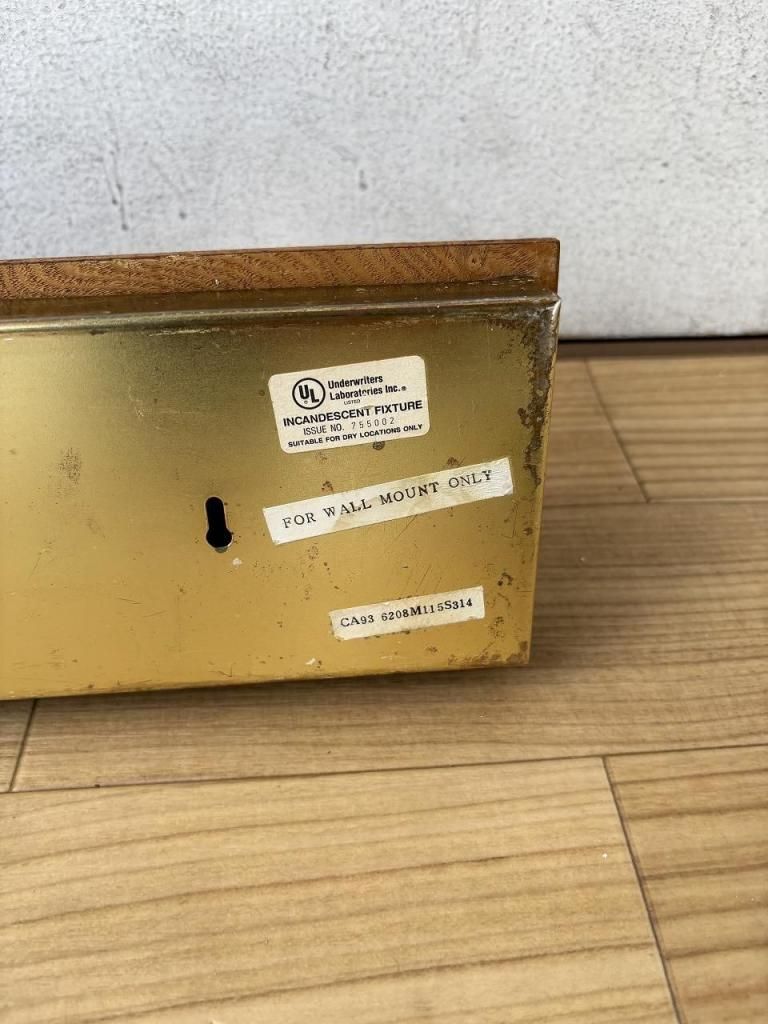 UL Underwriters
Laboratories Inc.®
LISTED
INCANDESCENT FIXTURE
ISSUE NO. 755002
SUITABLE FOR DRY LOCATIONS ONLY
FOR WALL MOUNT ONLY
CA93 6208M115S314